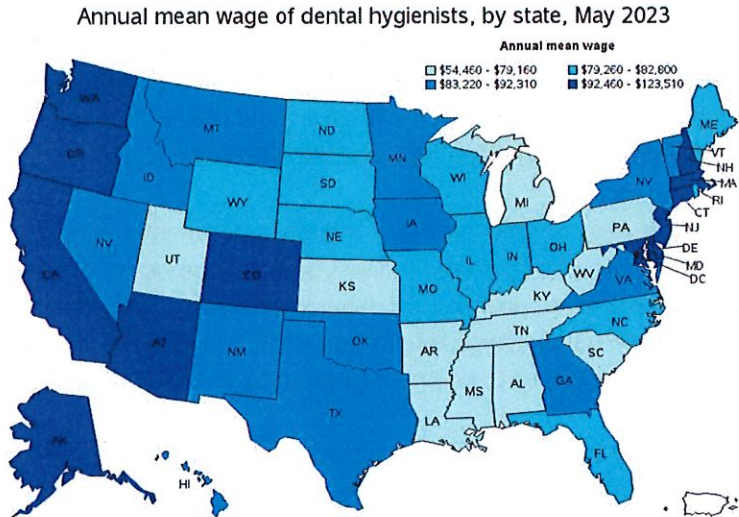 Annual mean wage of dental hygienists, by state, May 2023
Annual mean wage
$54,460 - $79,160
$79,260 - $82,800
$83,220 - $92,310
$92,460 - $123,510
WA
MT
ND
MN
ME
OR
ID
SD
WI
VT
NH
WY
MI
NY
MA
RI
CT
NV
NE
IA
PA
NJ
UT
CO
IL
IN
OH
DE
MD
DC
CA
KS
MO
WV
VA
KY
AZ
NM
OK
AR
TN
NC
SC
TX
LA
MS
AL
GA
AK
HI
FL